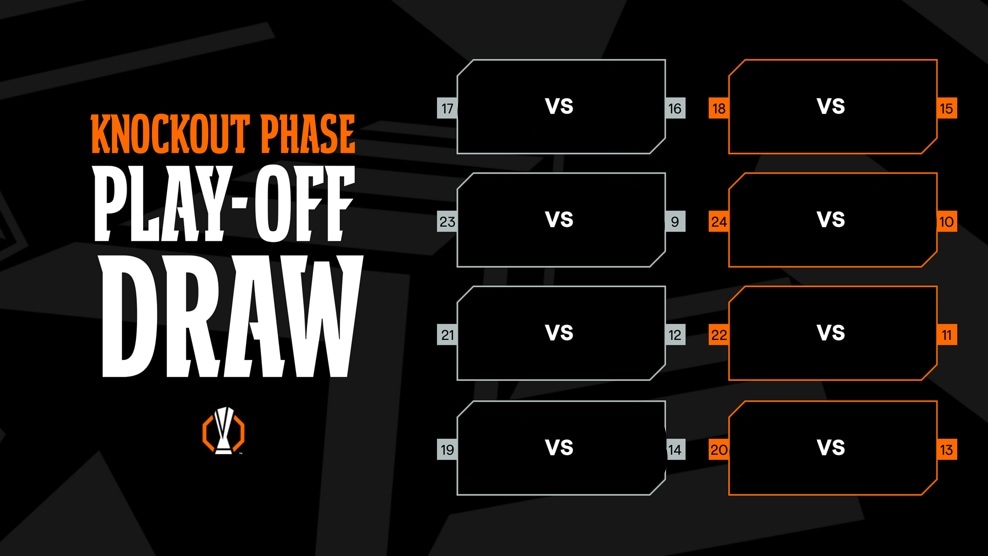 KNOCKOUT PHASE
PLAY-OFF
DRAW
17 VS 16
18 VS 15
23 VS 9
24 VS 10
21 VS 12
22 VS 11
19 VS 14
20 VS 13